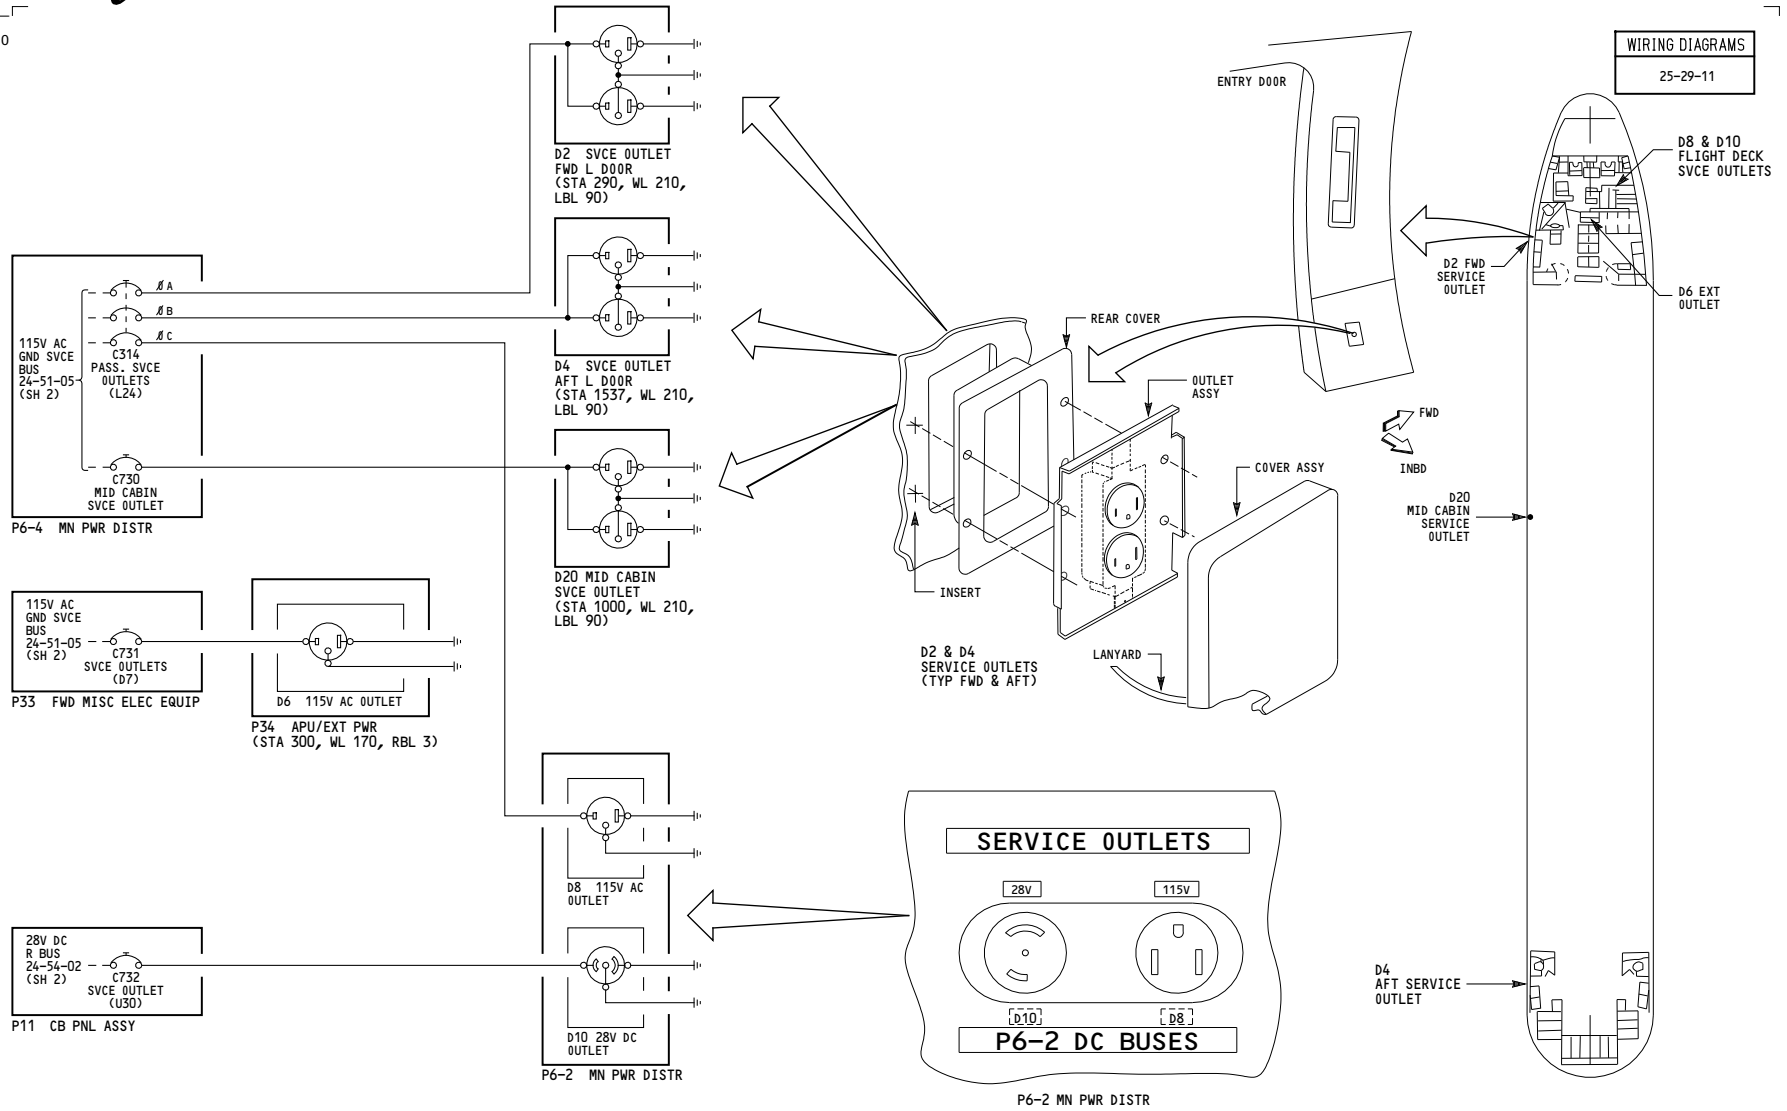 0
WIRING DIAGRAMS
25-29-11
D2 SVCE OUTLET
FWD L DOOR
(STA 290, WL 210,
LBL 90)
D4 SVCE OUTLET
AFT L DOOR
(STA 1537, WL 210,
LBL 90)
D20 MID CABIN
SVCE OUTLET
(STA 1000, WL 210,
LBL 90)
115V AC
GND SVCE
BUS
24-51-05
(SH 2)
ØA
ØB
ØC
C314
PASS. SVCE
OUTLETS
(L24)
C730
MID CABIN
SVCE OUTLET
P6-4 MN PWR DISTR
115V AC
GND SVCE
BUS
24-51-05
(SH 2)
C731
SVCE OUTLETS
(D7)
P33 FWD MISC ELEC EQUIP
D6 115V AC OUTLET
P34 APU/EXT PWR
(STA 300, WL 170, RBL 3)
28V DC
R BUS
24-54-02
(SH 2)
C732
SVCE OUTLET
(U30)
P11 CB PNL ASSY
D8 115V AC
OUTLET
D10 28V DC
OUTLET
P6-2 MN PWR DISTR
ENTRY DOOR
REAR COVER
OUTLET
ASSY
COVER ASSY
INSERT
LANYARD
D2 & D4
SERVICE OUTLETS
(TYP FWD & AFT)
FWD
INBD
SERVICE OUTLETS
28V
115V
D10
D8
P6-2 DC BUSES
P6-2 MN PWR DISTR
D8 & D10
FLIGHT DECK
SVCE OUTLETS
D2 FWD
SERVICE
OUTLET
D6 EXT
OUTLET
D20
MID CABIN
SERVICE
OUTLET
D4
AFT SERVICE
OUTLET